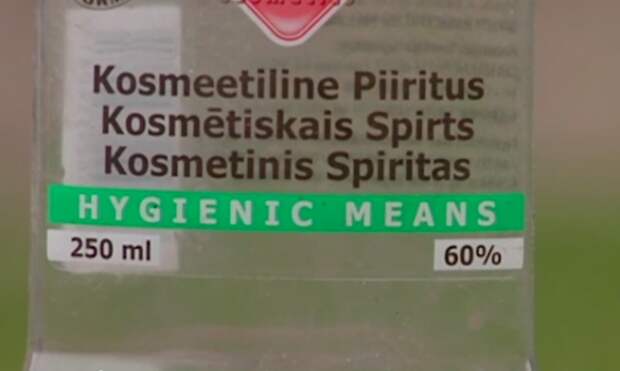 Kosmeetiline Piiritus
Kosmētiskais Spirts
Kosmetinis Spiritas
HYGIENIC MEANS
250 ml
60%